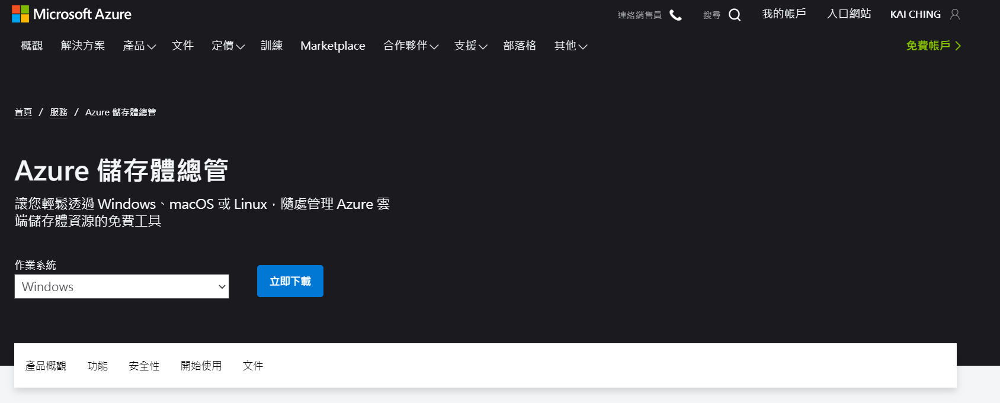 Microsoft Azure
連絡銷售員 搜尋 我的帳戶 入口網站 KAI CHING
概觀 解決方案 產品 文件 定價 訓練 Marketplace 合作夥伴 支援 部落格 其他 免費帳戶
首頁 / 服務 / Azure 儲存體總管
Azure 儲存體總管
讓您輕鬆透過 Windows、macOS 或 Linux，隨處管理 Azure 雲
端儲存體資源的免費工具
作業系統
Windows 立即下載
產品概觀 功能 安全性 開始使用 文件